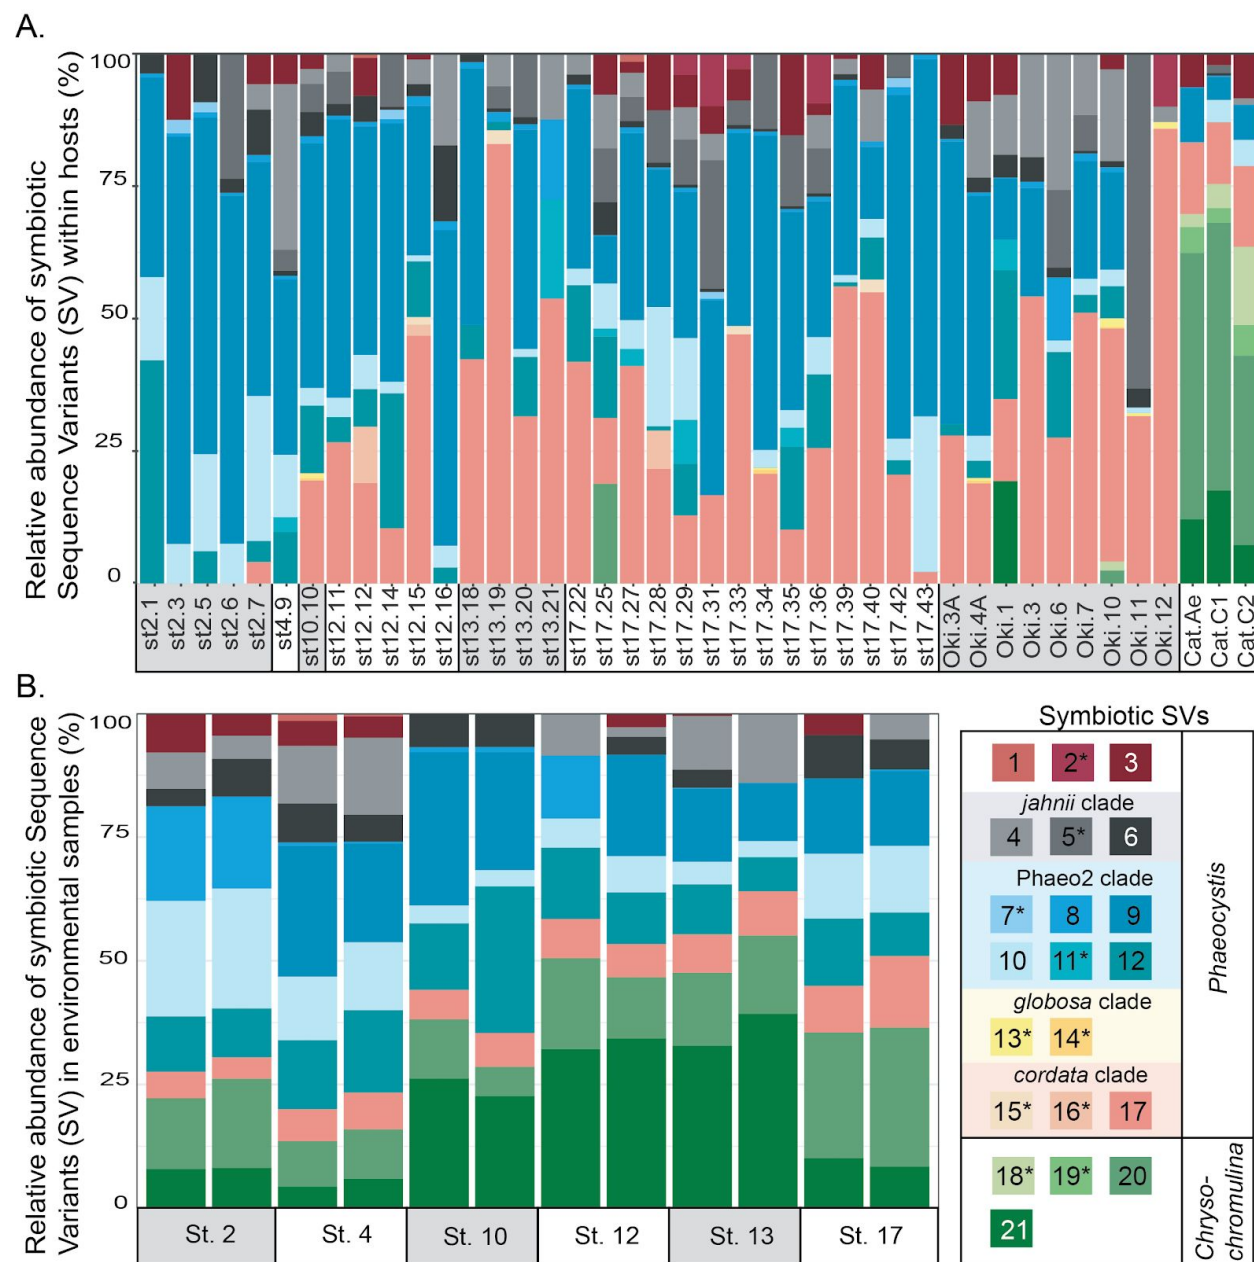 A.
Relative abundance of symbiotic
Sequence Variants (SV) within hosts (%)
100
75
50
25
0
st2.1
st2.3
st2.5
st2.6
st2.7
st4.9
st10.10
st12.11
st12.12
st12.14
st12.15
st12.16
st13.18
st13.19
st13.20
st13.21
st17.22
st17.25
st17.27
st17.28
st17.29
st17.31
st17.33
st17.34
st17.35
st17.36
st17.39
st17.40
st17.42
st17.43
Oki.3A
Oki.4A
Oki.1
Oki.3
Oki.6
Oki.7
Oki.10
Oki.11
Oki.12
Cat.Ae
Cat.C1
Cat.C2
B.
Relative abundance of symbiotic Sequence
Variants (SV) in environmental samples (%)
100
75
50
25
0
St. 2
St. 4
St. 10
St. 12
St. 13
St. 17
Symbiotic SVs
1 2* 3
jahnii clade
4 5* 6
Phaeo2 clade
7* 8 9
10 11* 12
globosa clade
13* 14*
cordata clade
15* 16* 17
18* 19* 20
21
Phaeocystis
Chryso-
chromulina